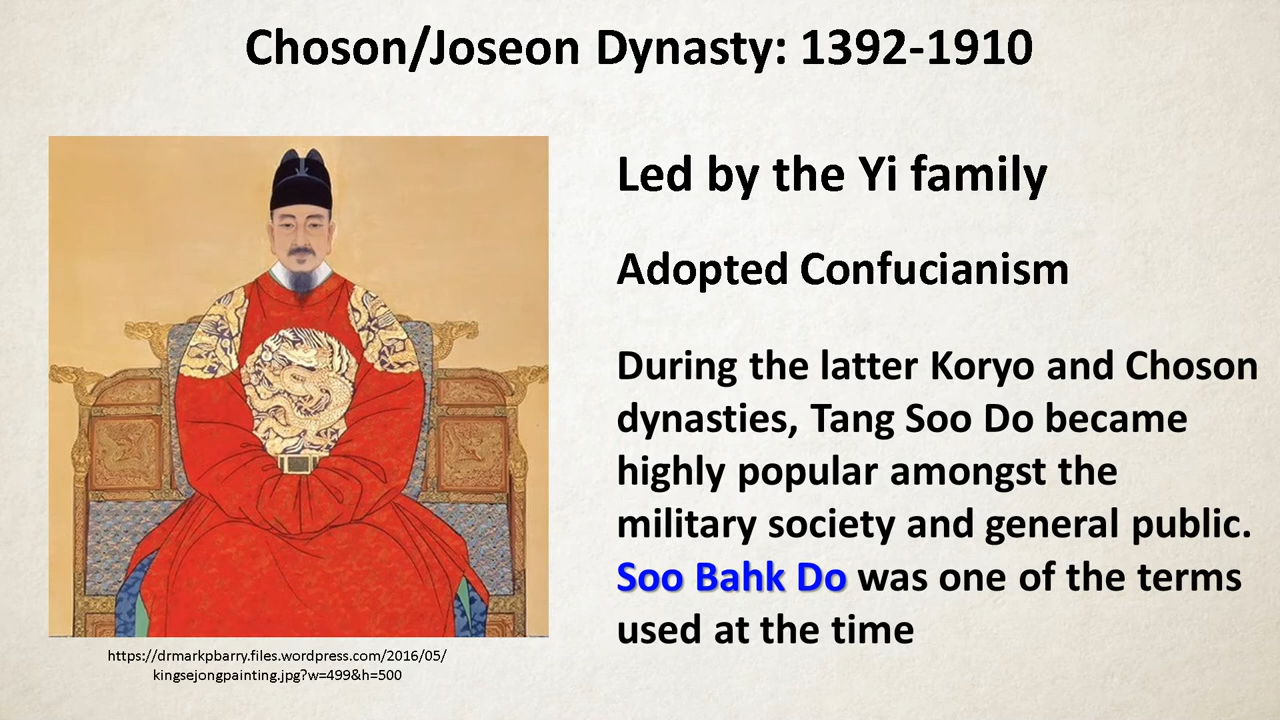 Choson/Joseon Dynasty: 1392-1910
Led by the Yi family
Adopted Confucianism
During the latter Koryo and Choson
dynasties, Tang Soo Do became
highly popular amongst the
military society and general public.
Soo Bahk Do was one of the terms
used at the time
https://drmarkpbarry.files.wordpress.com/2016/05/
kingsejongpainting.jpg?w=499&h=500